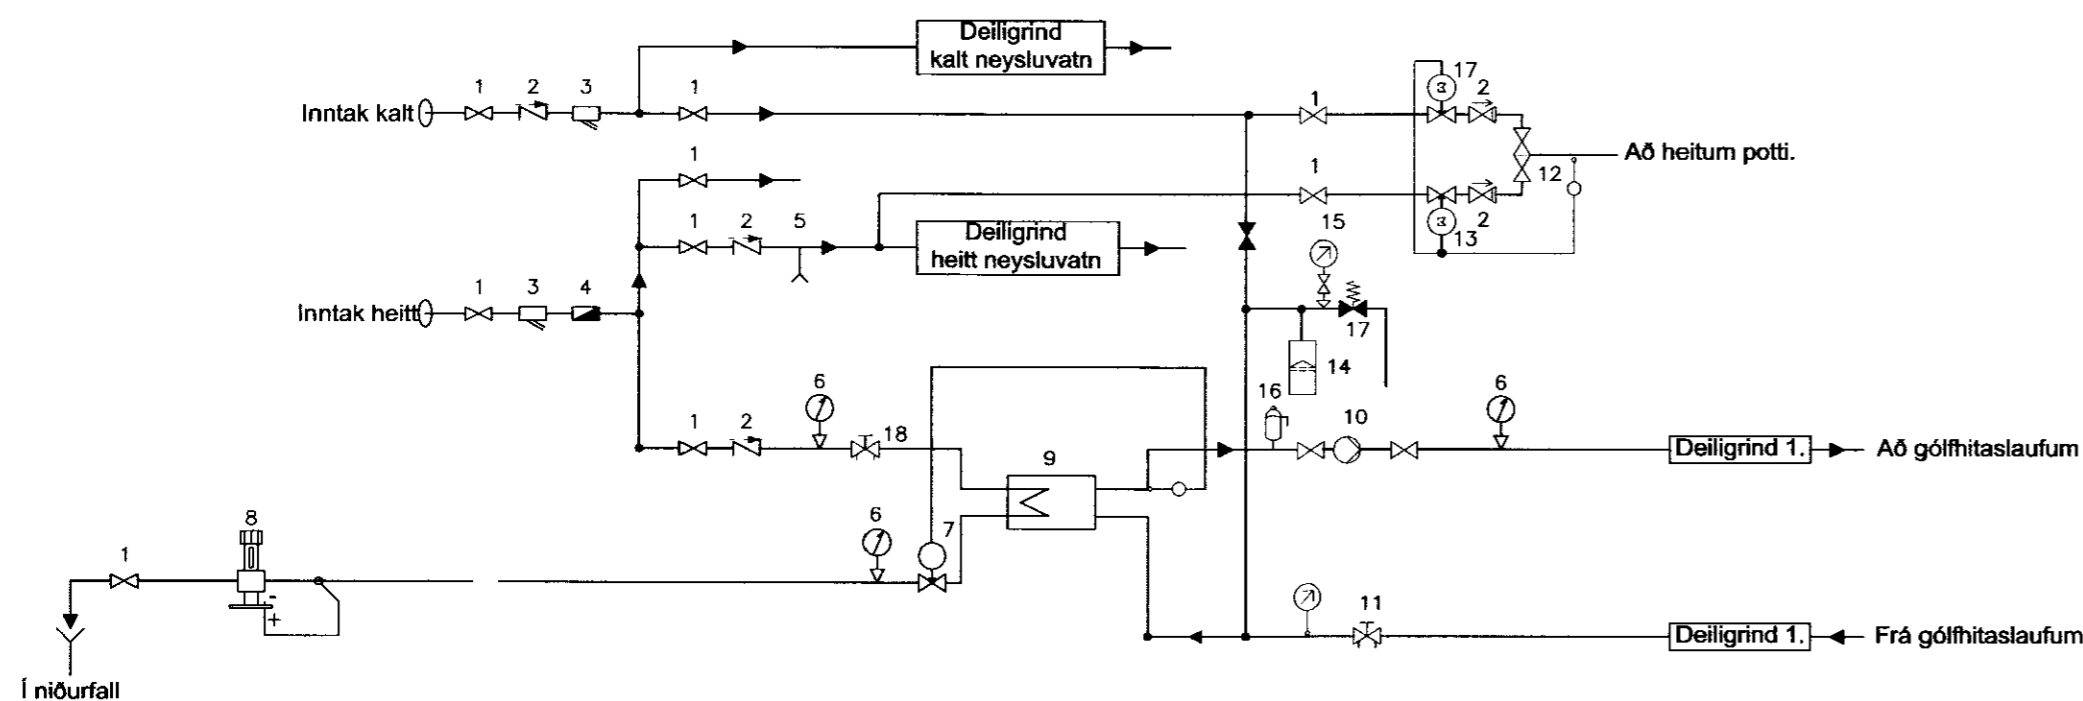 Deiligrind
kalt neysluvatn
1 2 3 1 1 17 2
3
Inntak kalt
Að heitum potti.
1 1 12
1 2 5 15 2
3
13
Deiligrind
heitt neysluvatn
1 3 4
Inntak heitt
17
14
6 16 6
1 2 18 10
9
Deiligrind 1. Að gólfhitaslaufum
8 6 7
1
-
+
11
Deiligrind 1. Frá gólfhitaslaufum
Í niðurfall